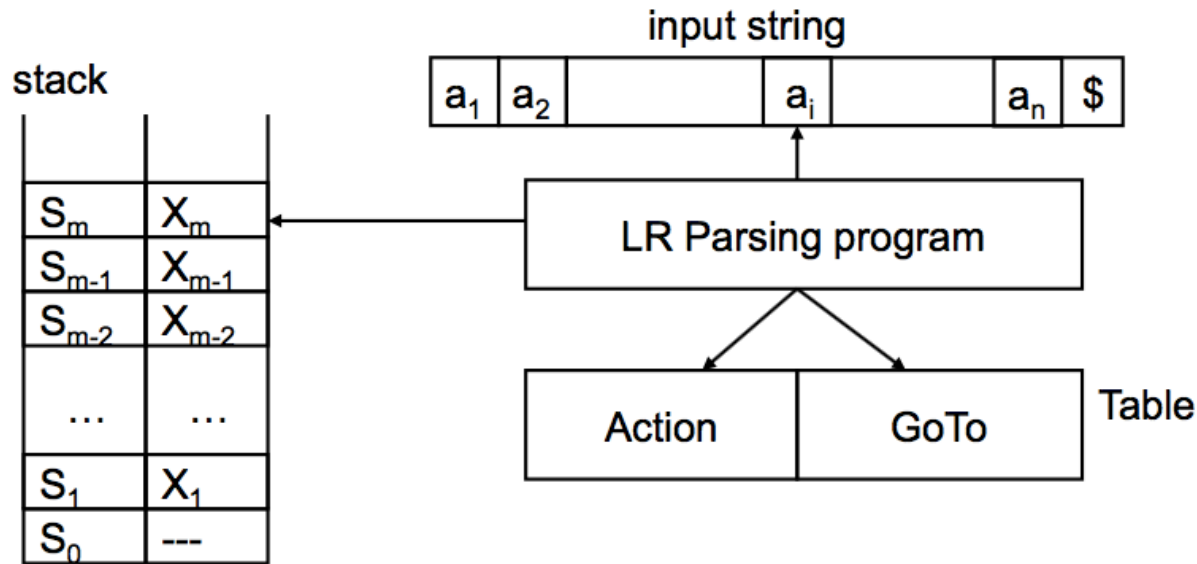 input string
stack
a₁ a₂ aᵢ aₙ $
Sₘ Xₘ
LR Parsing program
Sₘ₋₁ Xₘ₋₁
Sₘ₋₂ Xₘ₋₂
... ...
Action GoTo Table
S₁ X₁
S₀ ---